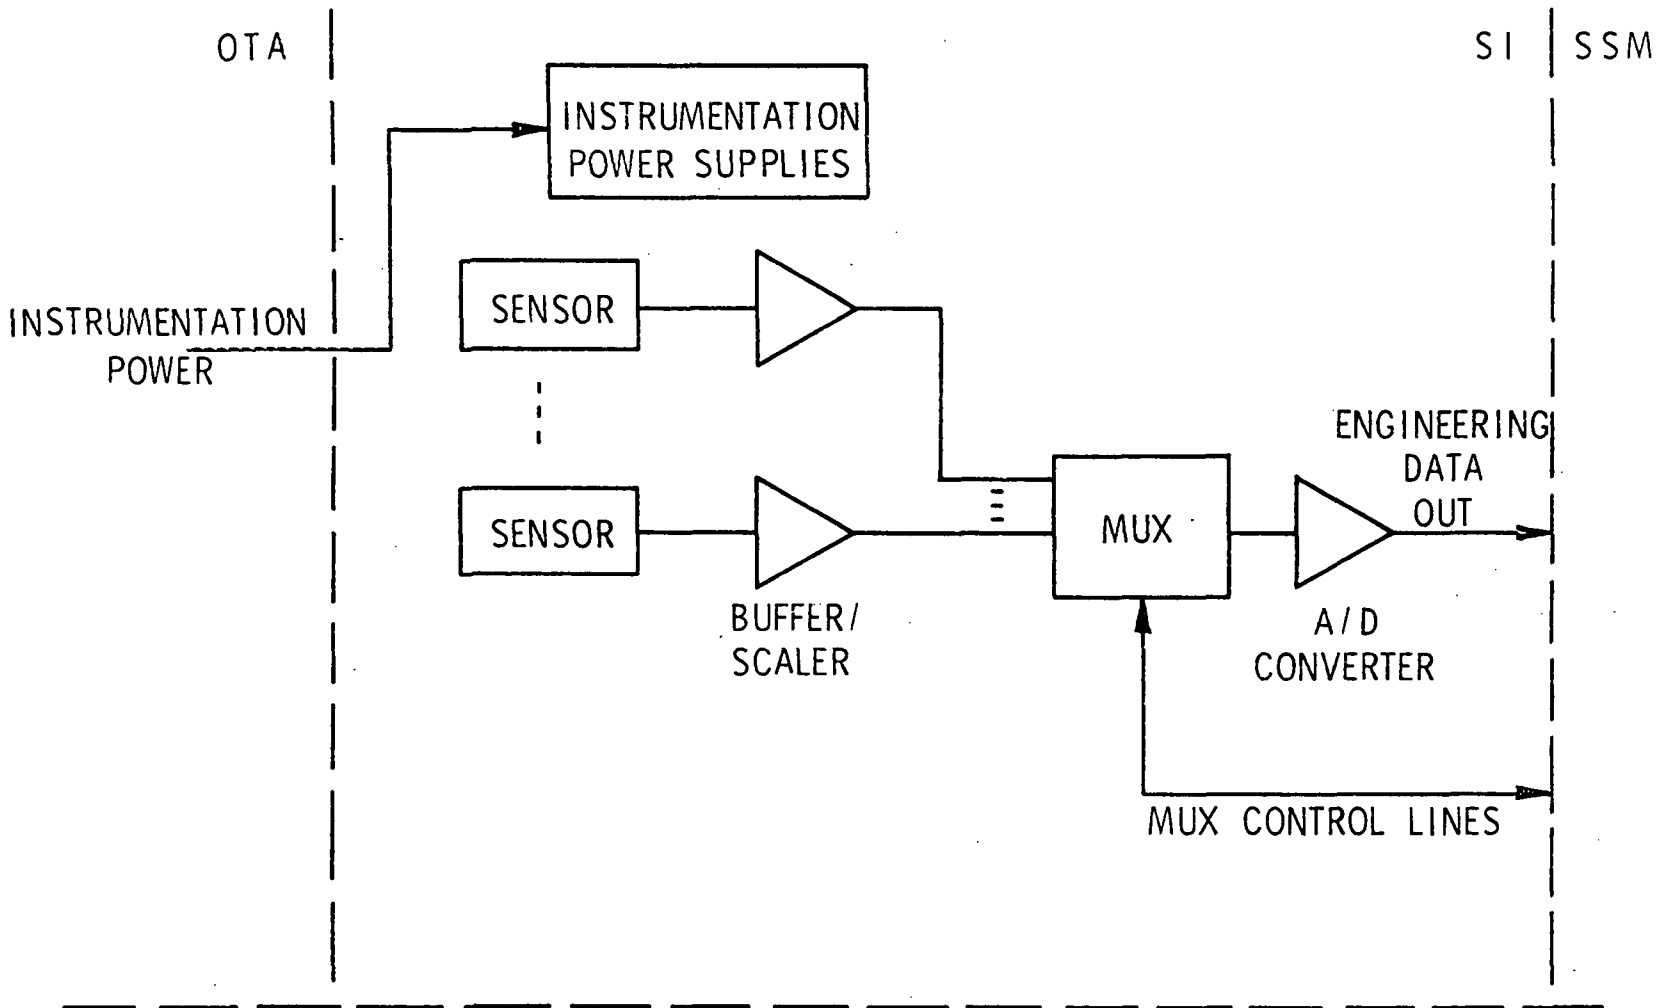 OTA
SI
SSM
INSTRUMENTATION
POWER SUPPLIES
INSTRUMENTATION
POWER
SENSOR
SENSOR
BUFFER/
SCALER
MUX
ENGINEERING
DATA
OUT
A/D
CONVERTER
MUX CONTROL LINES